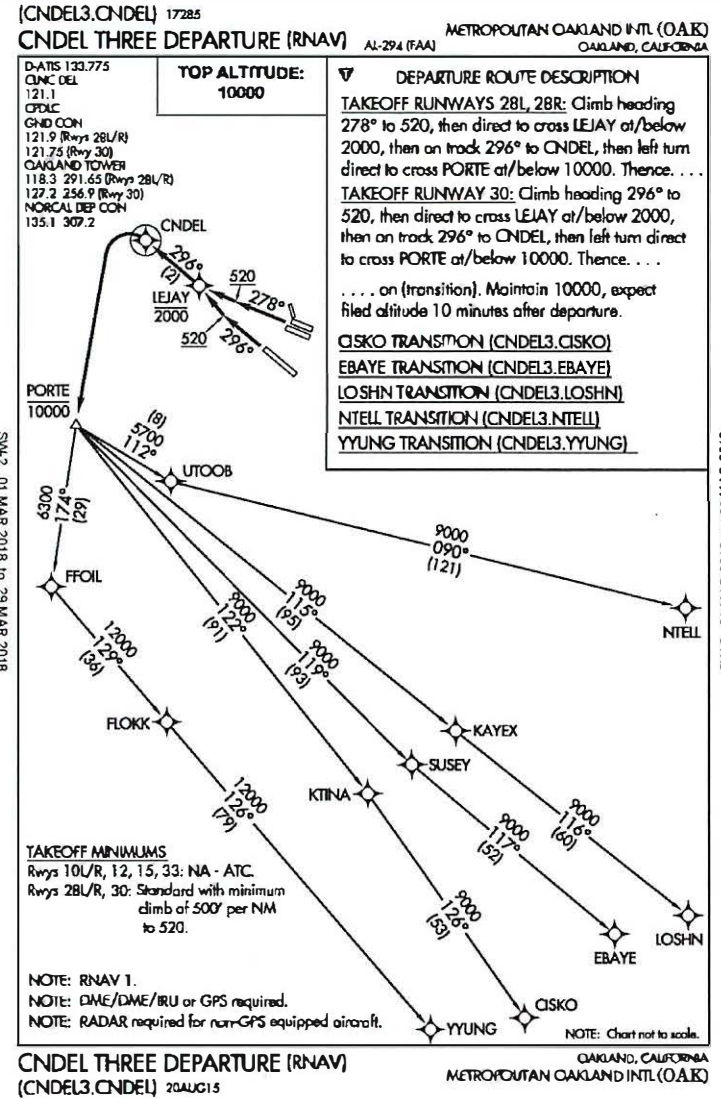 (CNDEL3.CNDEL) 17285
CNDEL THREE DEPARTURE (RNAV)
AL-294 (FAA)
METROPOLITAN OAKLAND INTL (OAK)
OAKLAND, CALIFORNIA
D-ATIS 133.775
CLNC DEL
121.1
CPDLC
GND CON
121.9 (Rwys 28L/R)
121.75 (Rwy 30)
OAKLAND TOWER
118.3 291.65 (Rwys 28L/R)
127.2 256.9 (Rwy 30)
NORCAL DEP CON
135.1 307.2
TOP ALTITUDE:
10000
▼ DEPARTURE ROUTE DESCRIPTION
TAKEOFF RUNWAYS 28L, 28R: Climb heading
278° to 520, then direct to cross LEJAY at/below
2000, then on track 296° to CNDEL, then left turn
direct to cross PORTE at/below 10000. Thence. . . .
TAKEOFF RUNWAY 30: Climb heading 296° to
520, then direct to cross LEJAY at/below 2000,
then on track 296° to CNDEL, then left turn direct
to cross PORTE at/below 10000. Thence. . . .
. . . . on (transition). Maintain 10000, expect
filed altitude 10 minutes after departure.
CISKO TRANSITION (CNDEL3.CISKO)
EBAYE TRANSITION (CNDEL3.EBAYE)
LOSHN TRANSITION (CNDEL3.LOSHN)
NTELL TRANSITION (CNDEL3.NTELL)
YYUNG TRANSITION (CNDEL3.YYUNG)
CNDEL
296°
(2)
LEJAY
2000
520
278°
520
296°
PORTE
10000
(8)
5700
112°
UTOOB
9000
090°
(121)
NTELL
6300
174°
(29)
FFOIL
12000
129°
(36)
FLOKK
12000
126°
(79)
YYUNG
9000
122°
(91)
KTINA
9000
126°
(53)
CISKO
9000
119°
(93)
SUSEY
9000
117°
(52)
EBAYE
9000
115°
(95)
KAYEX
9000
116°
(60)
LOSHN
TAKEOFF MINIMUMS
Rwys 10L/R, 12, 15, 33: NA - ATC.
Rwys 28L/R, 30: Standard with minimum
climb of 500' per NM
to 520.
NOTE: RNAV 1.
NOTE: DME/DME/IRU or GPS required.
NOTE: RADAR required for non-GPS equipped aircraft.
NOTE: Chart not to scale.
CNDEL THREE DEPARTURE (RNAV)
(CNDEL3.CNDEL) 20AUG15
OAKLAND, CALIFORNIA
METROPOLITAN OAKLAND INTL (OAK)
SW-2, 01 MAR 2018 to 29 MAR 2018